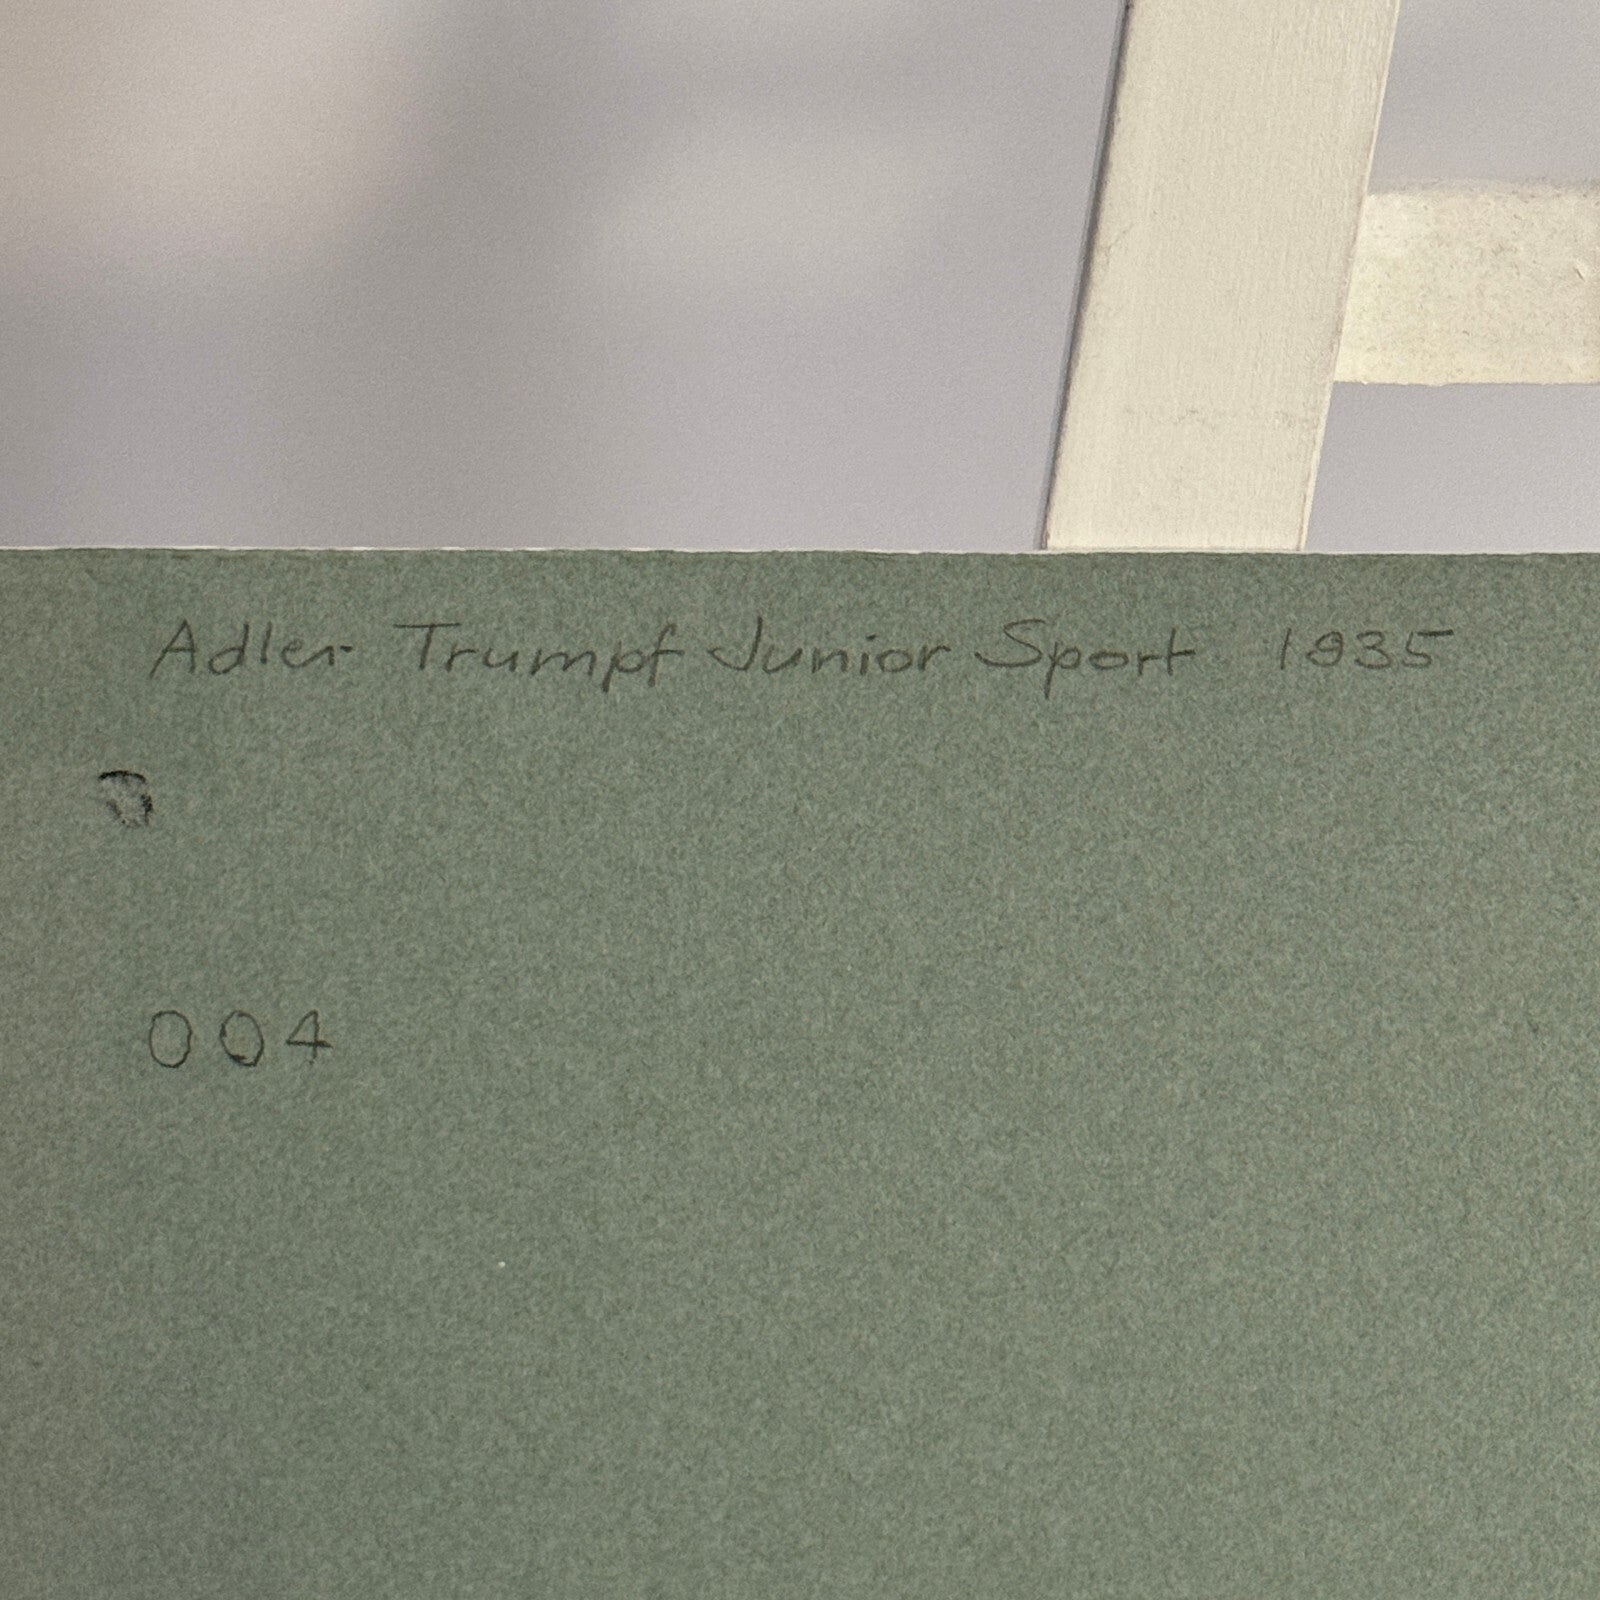 Adler Trumpf Junior Sport 1935
004